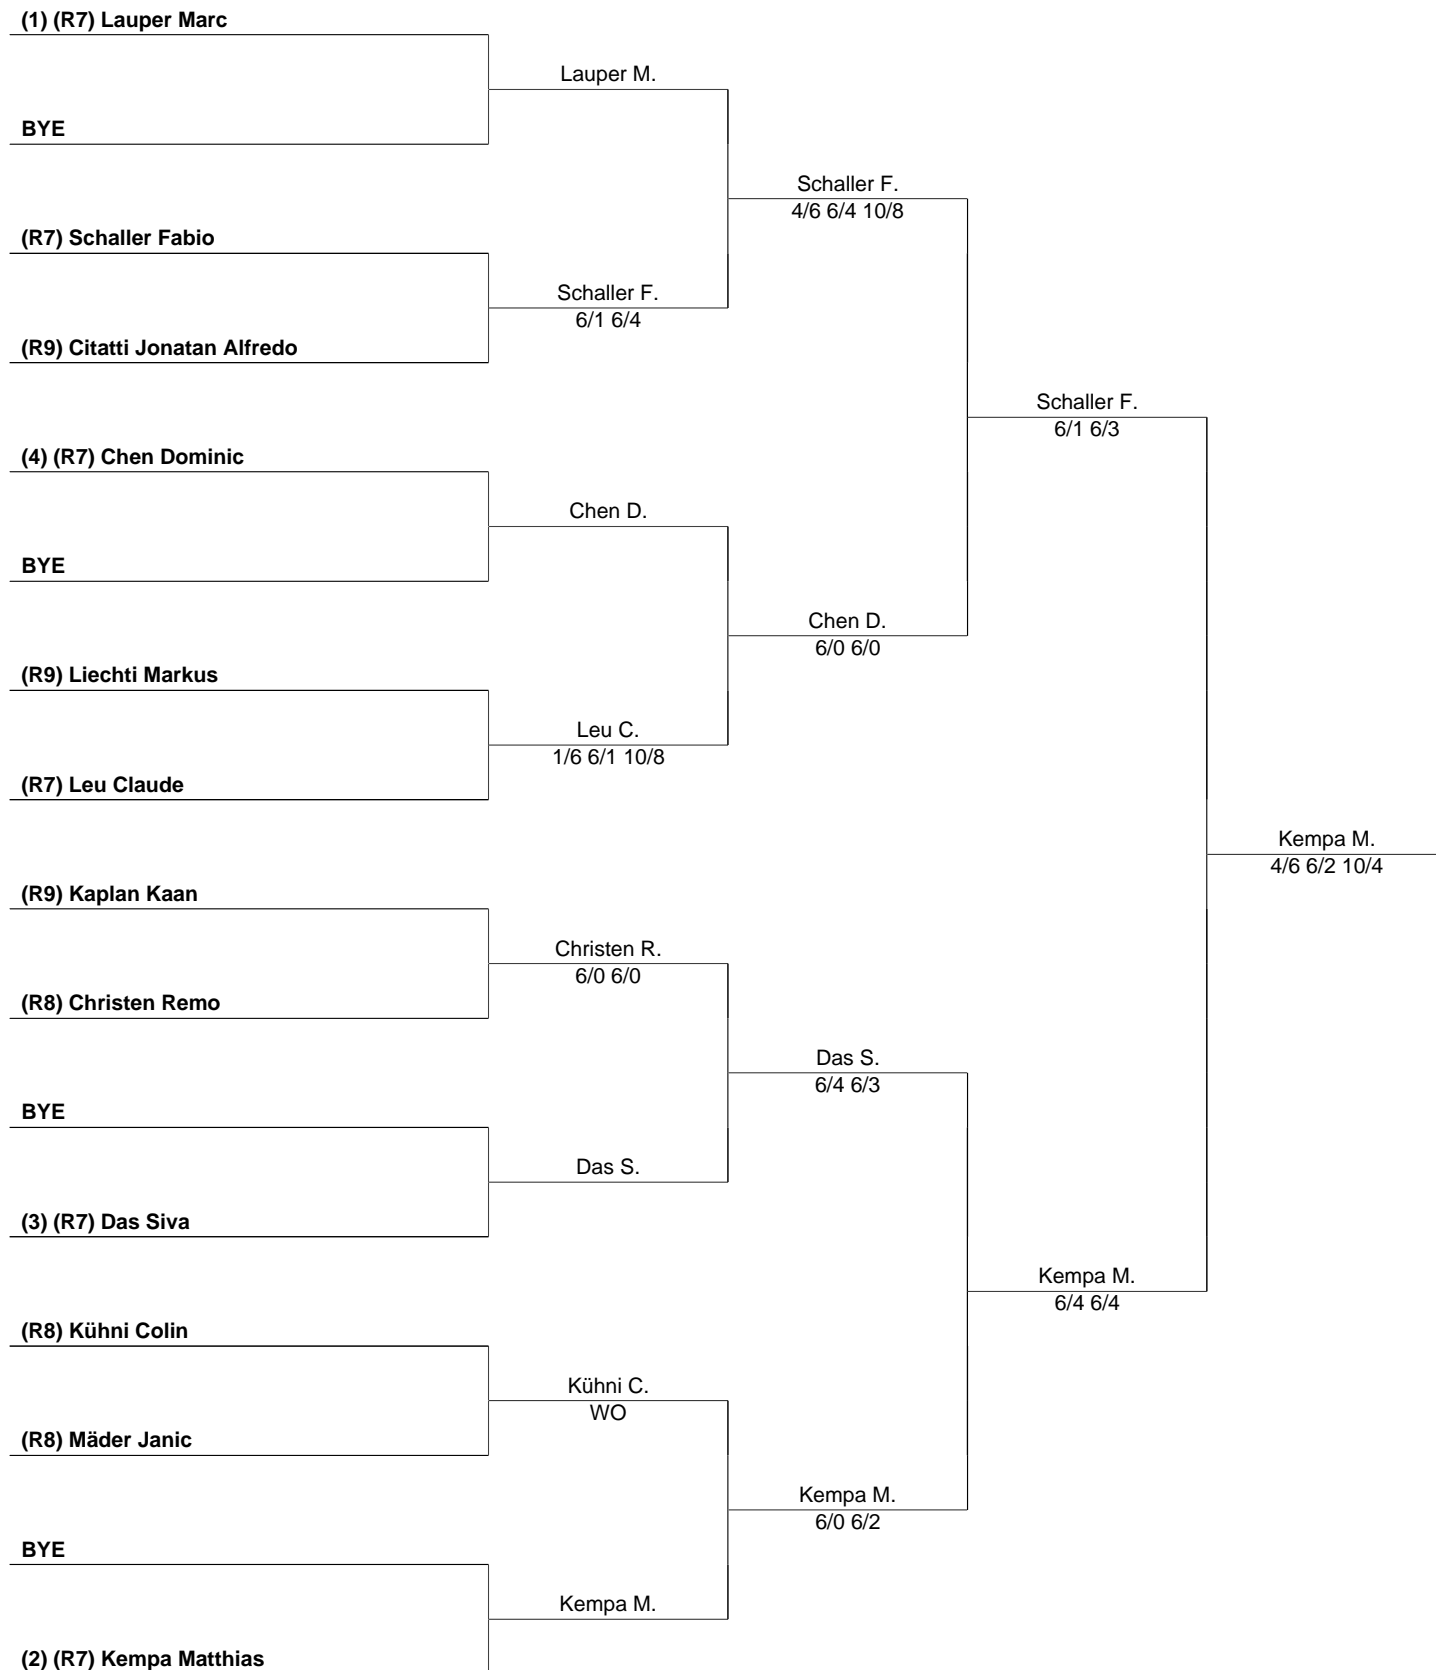 (1) (R7) Lauper Marc
Lauper M.
BYE
Schaller F.
4/6 6/4 10/8
(R7) Schaller Fabio
Schaller F.
6/1 6/4
(R9) Citatti Jonatan Alfredo
Schaller F.
6/1 6/3
(4) (R7) Chen Dominic
Chen D.
BYE
Chen D.
6/0 6/0
(R9) Liechti Markus
Leu C.
1/6 6/1 10/8
(R7) Leu Claude
Kempa M.
4/6 6/2 10/4
(R9) Kaplan Kaan
Christen R.
6/0 6/0
(R8) Christen Remo
Das S.
6/4 6/3
BYE
Das S.
(3) (R7) Das Siva
Kempa M.
6/4 6/4
(R8) Kühni Colin
Kühni C.
WO
(R8) Mäder Janic
Kempa M.
6/0 6/2
BYE
Kempa M.
(2) (R7) Kempa Matthias